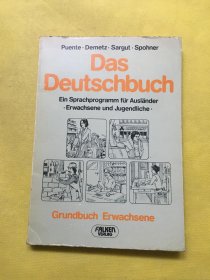 Puente · Demetz · Sargut · Spohner
Das
Deutschbuch
Ein Sprachprogramm für Ausländer
·Erwachsene und Jugendliche·
Grundbuch Erwachsene
FALKEN
VERLAG